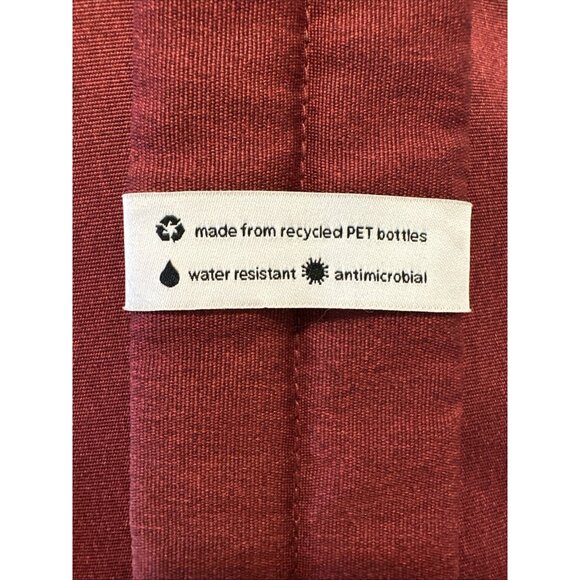 made from recycled PET bottles
water resistant antimicrobial